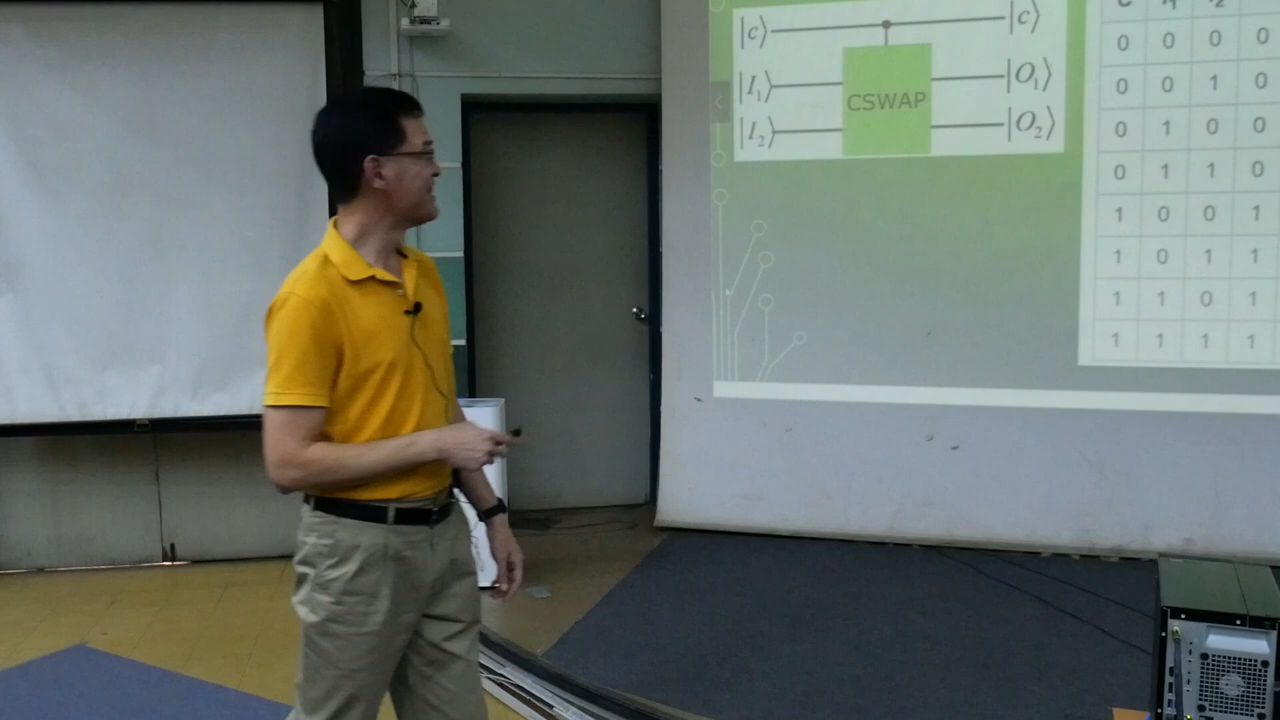 |c⟩ |c⟩
|I₁⟩ |O₁⟩
CSWAP
|I₂⟩ |O₂⟩
0 0 0 0
0 0 1 0
0 1 0 0
0 1 1 0
1 0 0 1
1 0 1 1
1 1 0 1
1 1 1 1